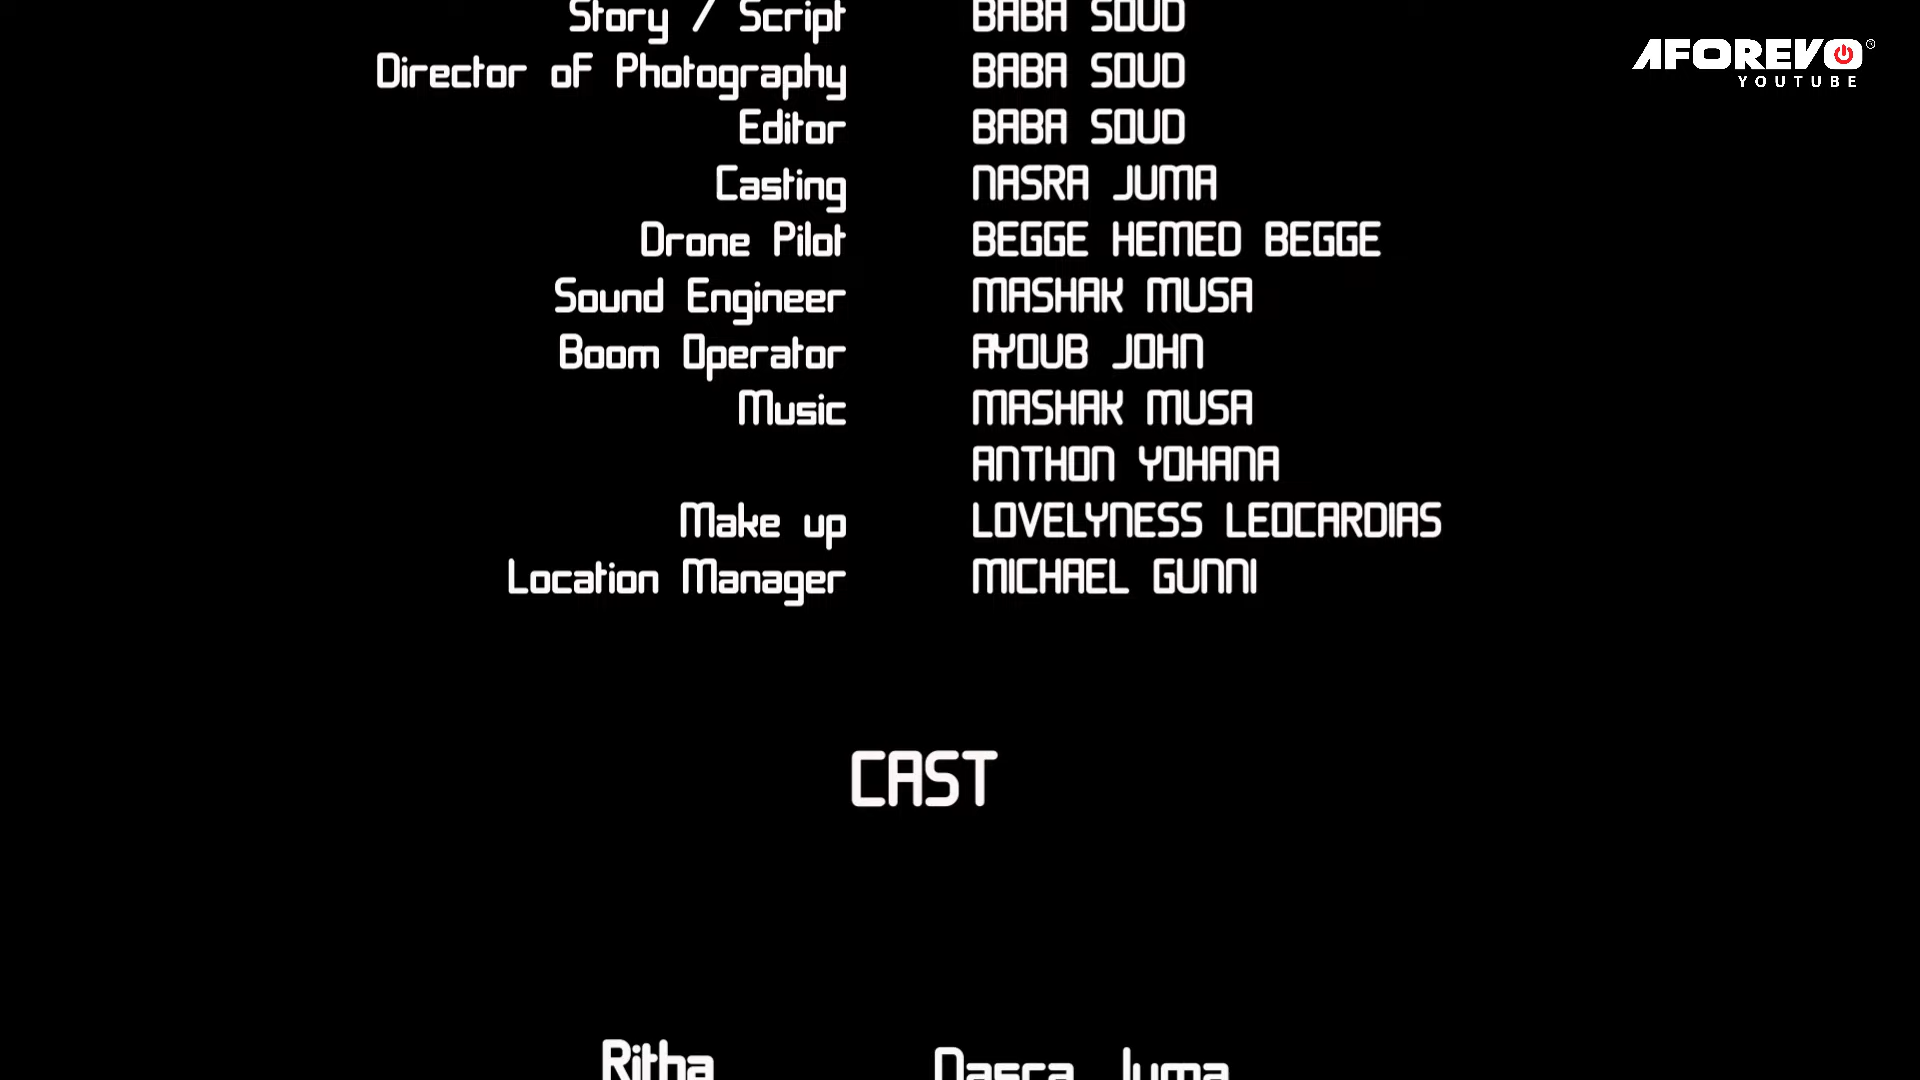 Story / Script BABA SOUD
AFOREVO
YOUTUBE
Director of Photography BABA SOUD
Editor BABA SOUD
Casting NASRA JUMA
Drone Pilot BEGGE HEMED BEGGE
Sound Engineer MASHAK MUSA
Boom Operator AYOUB JOHN
Music MASHAK MUSA
ANTHON YOHANA
Make up LOVELYNESS LEOCARDIAS
Location Manager MICHAEL GUNNI
CAST
Ritha Nasra Juma